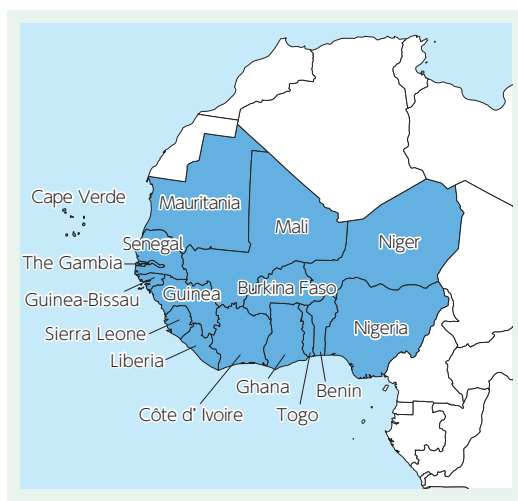 Cape Verde
Mauritania
Mali
Niger
Senegal
The Gambia
Guinea-Bissau
Guinea
Burkina Faso
Nigeria
Sierra Leone
Liberia
Ghana
Benin
Côte d' Ivoire
Togo